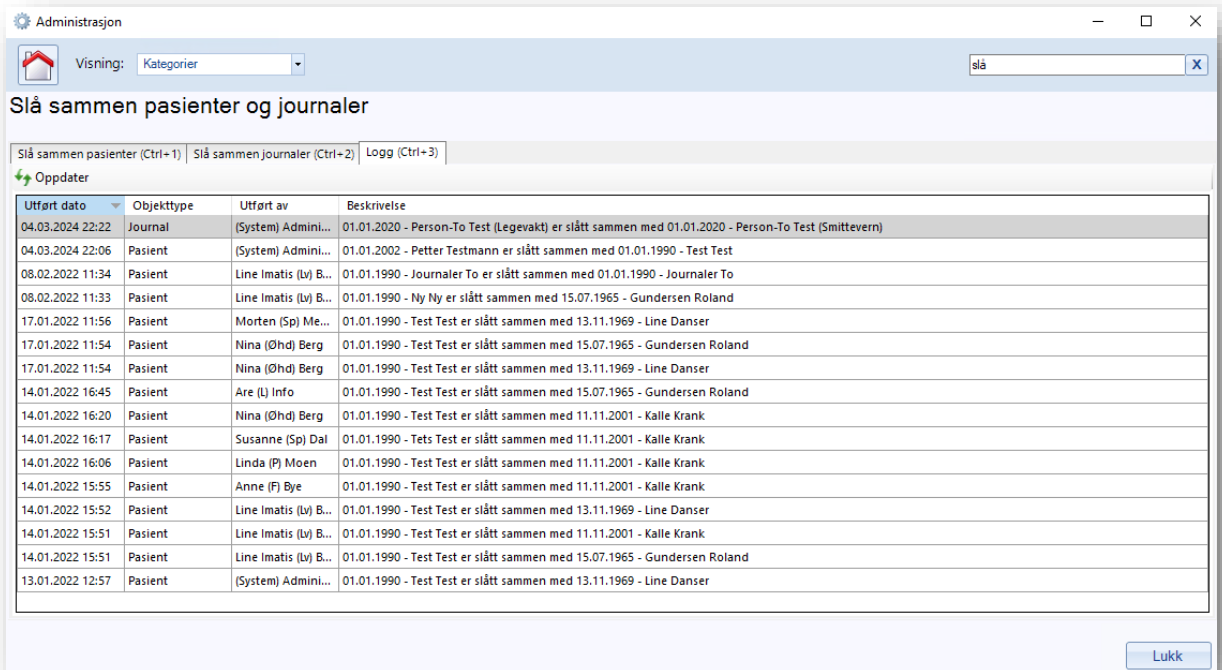 Administrasjon
Visning: Kategorier slå X
Slå sammen pasienter og journaler
Slå sammen pasienter (Ctrl+1) Slå sammen journaler (Ctrl+2) Logg (Ctrl+3)
Oppdater
Utført dato Objekttype Utført av Beskrivelse
04.03.2024 22:22 Journal (System) Admini... 01.01.2020 - Person-To Test (Legevakt) er slått sammen med 01.01.2020 - Person-To Test (Smittevern)
04.03.2024 22:06 Pasient (System) Admini... 01.01.2002 - Petter Testmann er slått sammen med 01.01.1990 - Test Test
08.02.2022 11:34 Pasient Line Imatis (Lv) B... 01.01.1990 - Journaler To er slått sammen med 01.01.1990 - Journaler To
08.02.2022 11:33 Pasient Line Imatis (Lv) B... 01.01.1990 - Ny Ny er slått sammen med 15.07.1965 - Gundersen Roland
17.01.2022 11:56 Pasient Morten (Sp) Me... 01.01.1990 - Test Test er slått sammen med 13.11.1969 - Line Danser
17.01.2022 11:54 Pasient Nina (Øhd) Berg 01.01.1990 - Test Test er slått sammen med 15.07.1965 - Gundersen Roland
17.01.2022 11:54 Pasient Nina (Øhd) Berg 01.01.1990 - Test Test er slått sammen med 13.11.1969 - Line Danser
14.01.2022 16:45 Pasient Are (L) Info 01.01.1990 - Test Test er slått sammen med 15.07.1965 - Gundersen Roland
14.01.2022 16:20 Pasient Nina (Øhd) Berg 01.01.1990 - Test Test er slått sammen med 11.11.2001 - Kalle Krank
14.01.2022 16:17 Pasient Susanne (Sp) Dal 01.01.1990 - Tets Test er slått sammen med 11.11.2001 - Kalle Krank
14.01.2022 16:06 Pasient Linda (P) Moen 01.01.1990 - Test Test er slått sammen med 11.11.2001 - Kalle Krank
14.01.2022 15:55 Pasient Anne (F) Bye 01.01.1990 - Test Test er slått sammen med 11.11.2001 - Kalle Krank
14.01.2022 15:52 Pasient Line Imatis (Lv) B... 01.01.1990 - Test Test er slått sammen med 13.11.1969 - Line Danser
14.01.2022 15:51 Pasient Line Imatis (Lv) B... 01.01.1990 - Test Test er slått sammen med 11.11.2001 - Kalle Krank
14.01.2022 15:51 Pasient Line Imatis (Lv) B... 01.01.1990 - Test Test er slått sammen med 15.07.1965 - Gundersen Roland
13.01.2022 12:57 Pasient (System) Admini... 01.01.1990 - Test Test er slått sammen med 13.11.1969 - Line Danser
Lukk